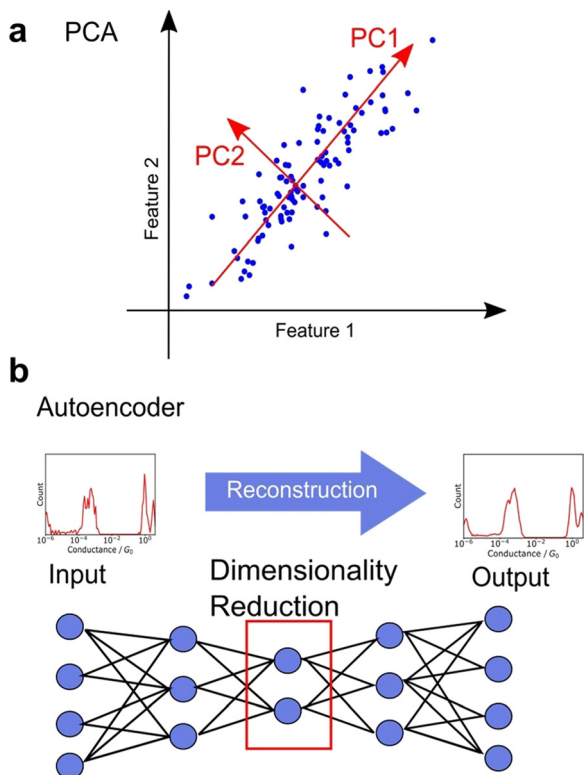 a
PCA
PC1
PC2
Feature 2
Feature 1
b
Autoencoder
Count
10⁻⁶ 10⁻⁴ 10⁻² 10⁰
Conductance / G₀
Reconstruction
Count
10⁻⁶ 10⁻⁴ 10⁻² 10⁰
Conductance / G₀
Input
Dimensionality
Reduction
Output